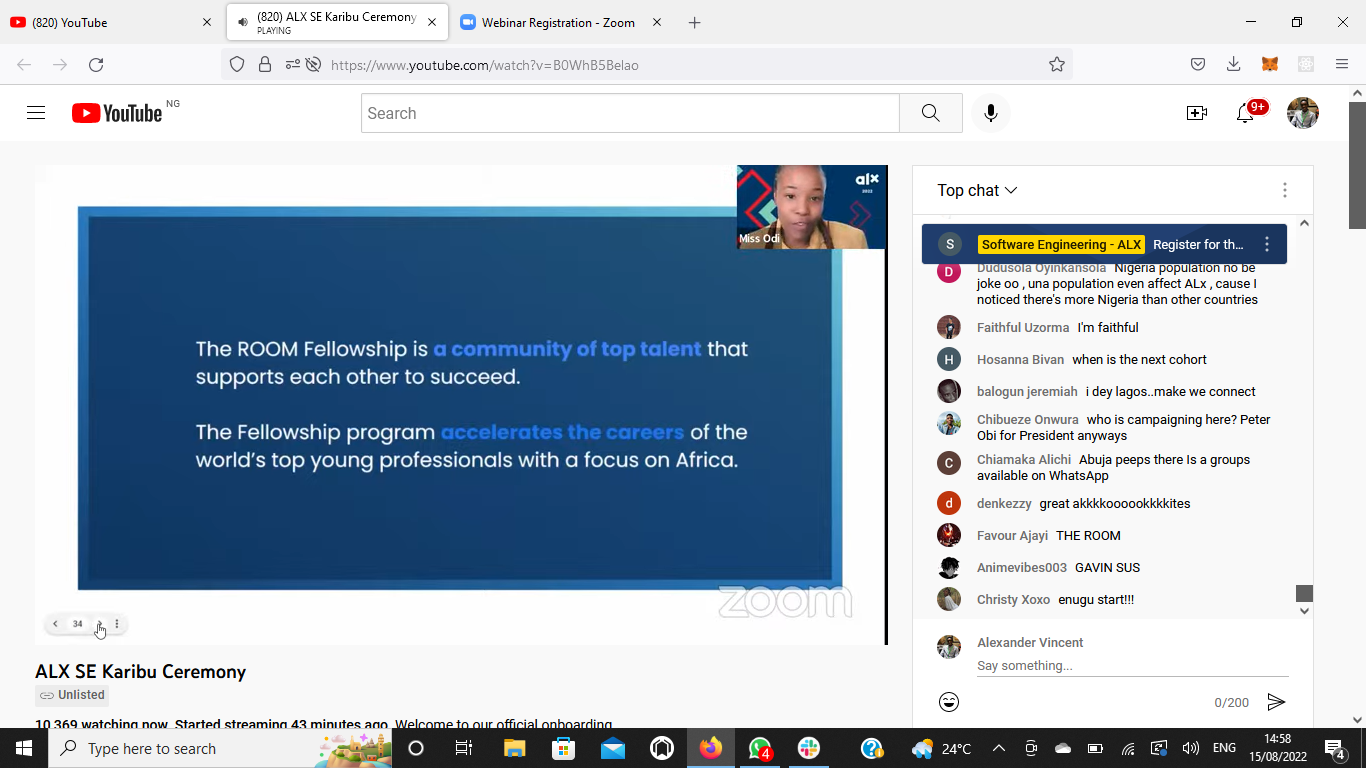 (820) YouTube
(820) ALX SE Karibu Ceremony
PLAYING
Webinar Registration - Zoom
https://www.youtube.com/watch?v=B0WhB5Belao
YouTube
NG
Search
9+
alx
2022
Miss Odi
The ROOM Fellowship is a community of top talent that
supports each other to succeed.
The Fellowship program accelerates the careers of the
world's top young professionals with a focus on Africa.
zoom
34
ALX SE Karibu Ceremony
Unlisted
10,369 watching now Started streaming 43 minutes ago Welcome to our official onboarding
Top chat
S Software Engineering - ALX Register for th...
D Dudusola Oyinkansola Nigeria population no be
joke oo , una population even affect ALx , cause I
noticed there's more Nigeria than other countries
Faithful Uzorma I'm faithful
H Hosanna Bivan when is the next cohort
balogun jeremiah i dey lagos..make we connect
Chibueze Onwura who is campaigning here? Peter
Obi for President anyways
C Chiamaka Alichi Abuja peeps there Is a groups
available on WhatsApp
d denkezzy great akkkkoooookkkkites
Favour Ajayi THE ROOM
Animevibes003 GAVIN SUS
Christy Xoxo enugu start!!!
Alexander Vincent
Say something...
0/200
Type here to search
4
24°C
ENG
14:58
15/08/2022
4